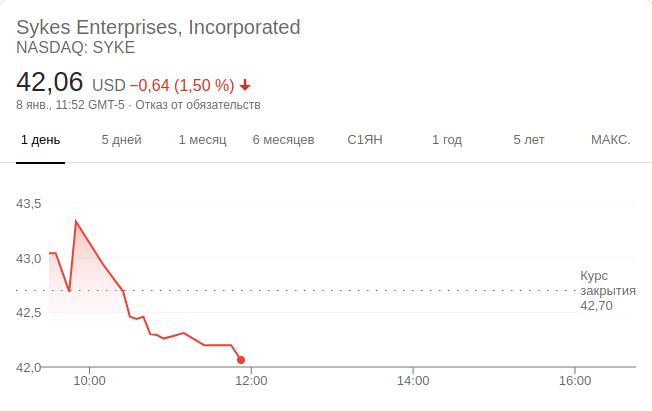 Sykes Enterprises, Incorporated
NASDAQ: SYKE
42,06 USD −0,64 (1,50 %)
8 янв., 11:52 GMT-5 · Отказ от обязательств
1 день 5 дней 1 месяц 6 месяцев С1ЯН 1 год 5 лет МАКС.
43,5
43,0
Курс
закрытия
42,70
42,5
42,0
10:00 12:00 14:00 16:00